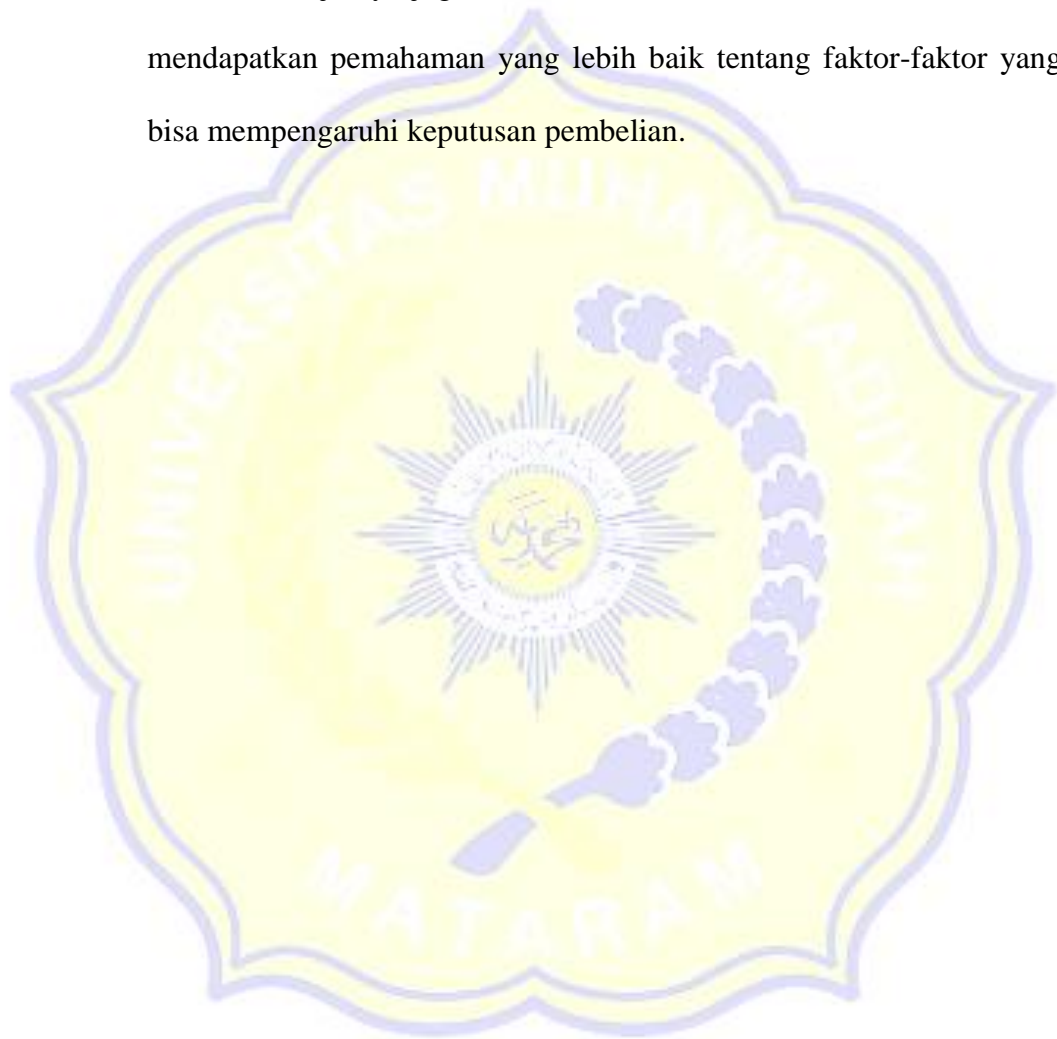 mendapatkan pemahaman yang lebih baik tentang faktor-faktor yang
bisa mempengaruhi keputusan pembelian.
UNIVERSITAS MUHAMMADIYAH
MATARAM